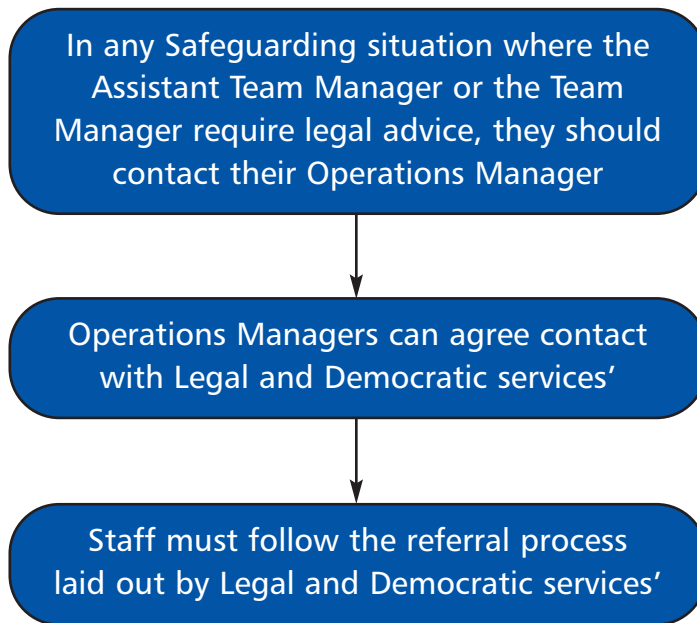 In any Safeguarding situation where the
Assistant Team Manager or the Team
Manager require legal advice, they should
contact their Operations Manager
Operations Managers can agree contact
with Legal and Democratic services’
Staff must follow the referral process
laid out by Legal and Democratic services’